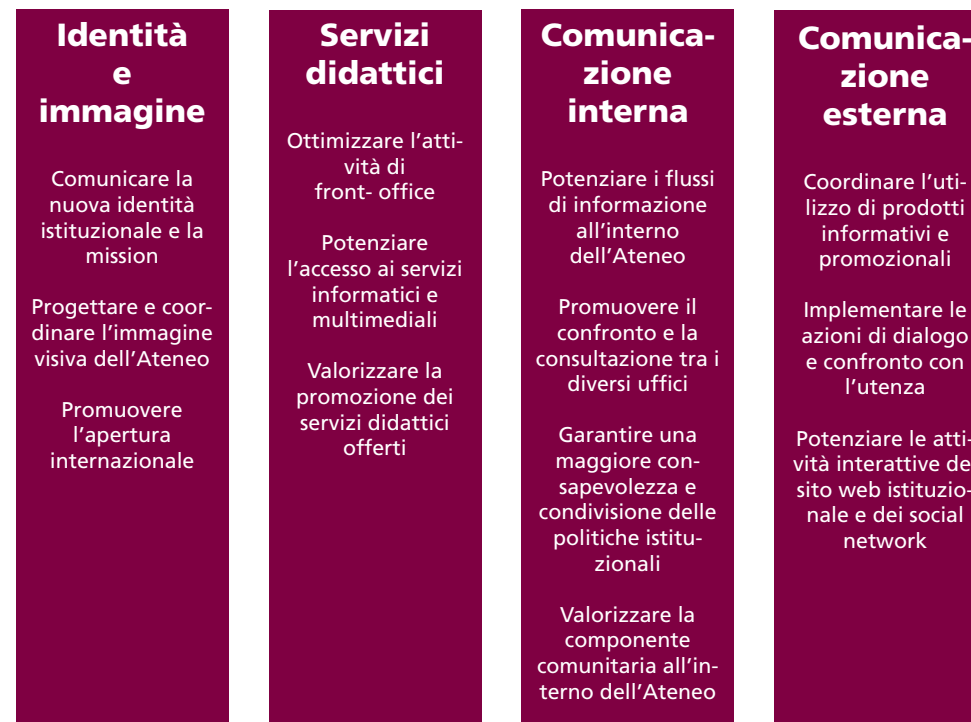 Identità
e
immagine
Comunicare la
nuova identità
istituzionale e la
mission
Progettare e coor-
dinare l'immagine
visiva dell'Ateneo
Promuovere
l'apertura
internazionale
Servizi
didattici
Ottimizzare l'atti-
vità di
front- office
Potenziare
l'accesso ai servizi
informatici e
multimediali
Valorizzare la
promozione dei
servizi didattici
offerti
Comunica-
zione
interna
Potenziare i flussi
di informazione
all'interno
dell'Ateneo
Promuovere il
confronto e la
consultazione tra i
diversi uffici
Garantire una
maggiore con-
sapevolezza e
condivisione delle
politiche istitu-
zionali
Valorizzare la
componente
comunitaria all'in-
terno dell'Ateneo
Comunica-
zione
esterna
Coordinare l'uti-
lizzo di prodotti
informativi e
promozionali
Implementare le
azioni di dialogo
e confronto con
l'utenza
Potenziare le atti-
vità interattive del
sito web istituzio-
nale e dei social
network